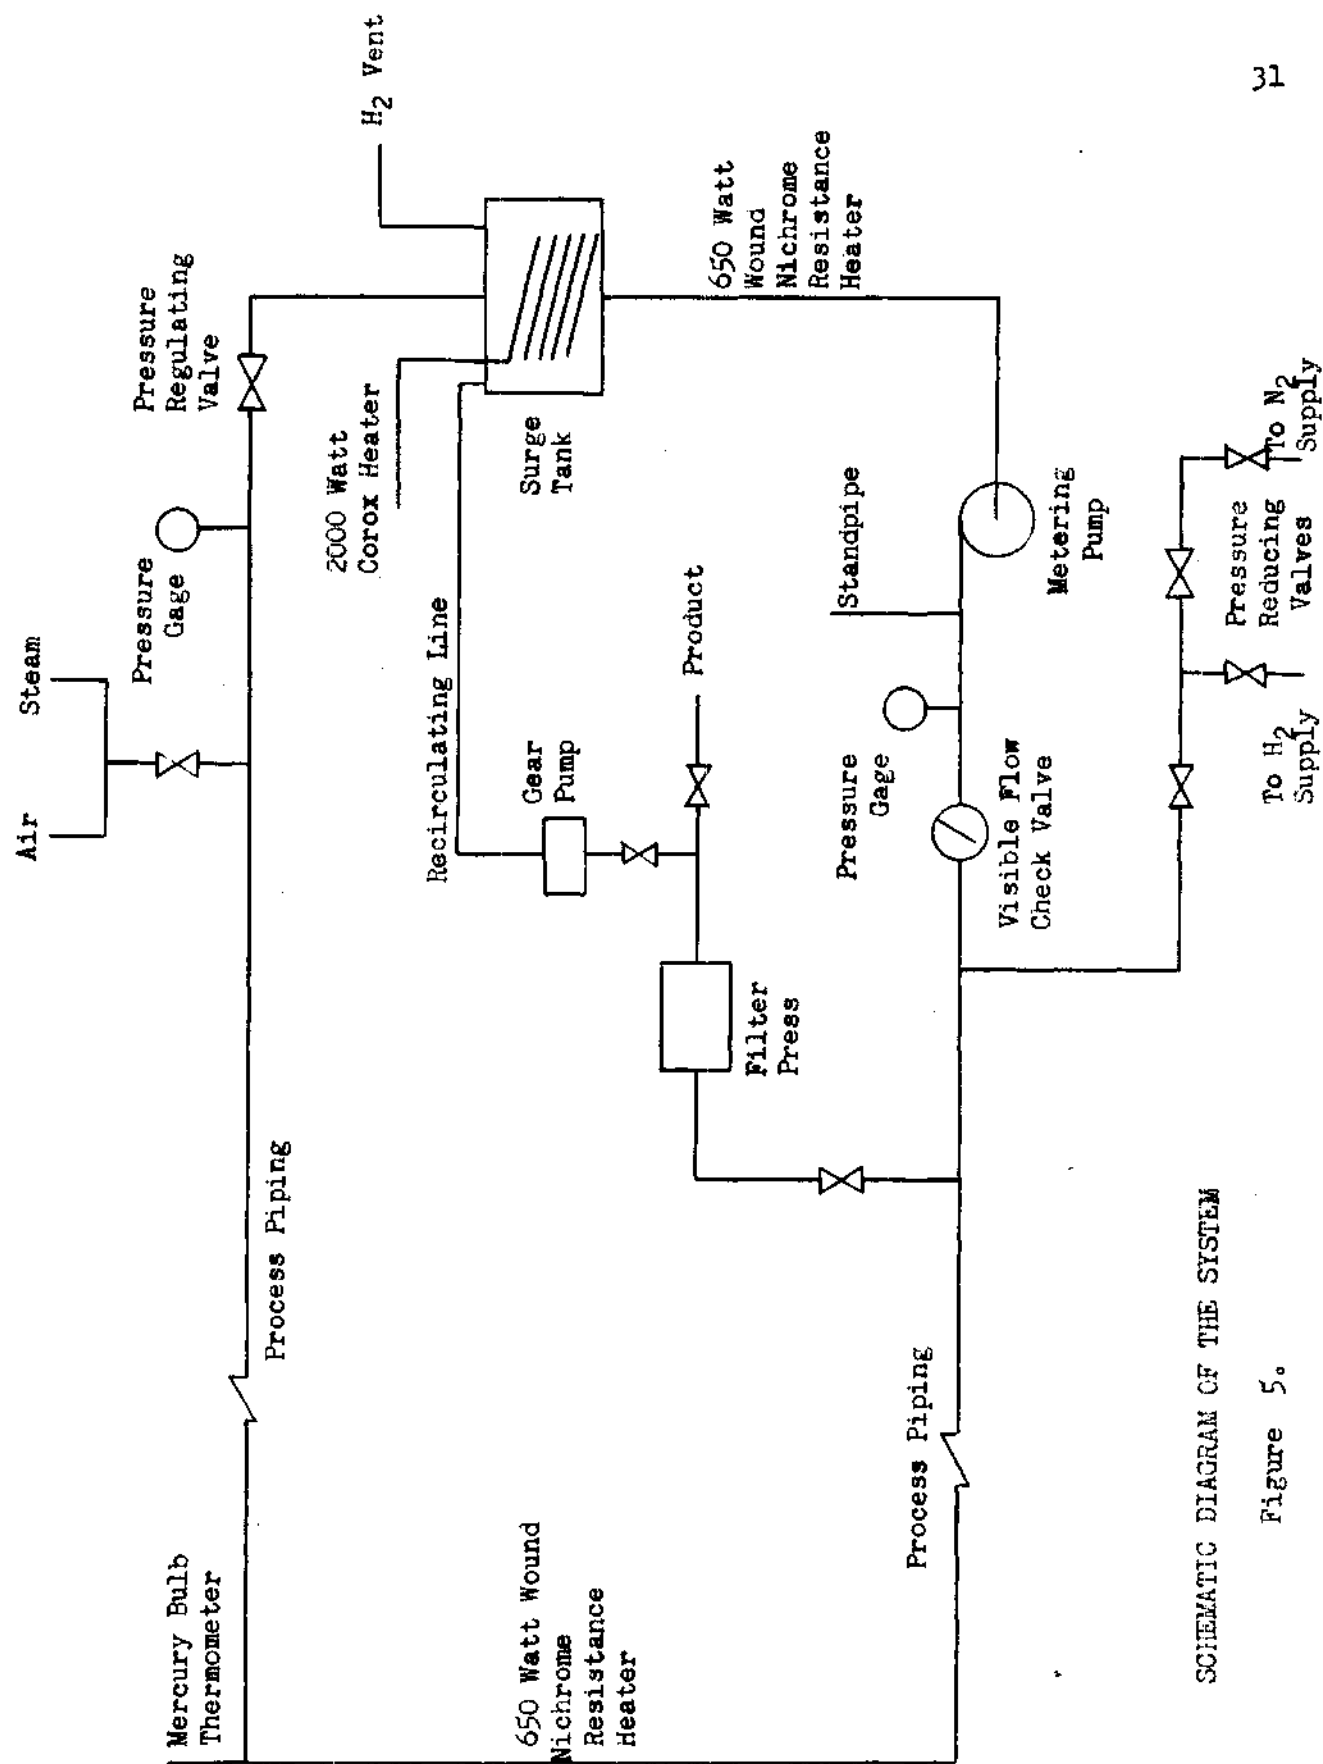 31
Air
Steam
Pressure
Gage
Pressure
Regulating
Valve
H2 Vent
2000 Watt
Corox Heater
Surge
Tank
650 Watt
Wound
Nichrome
Resistance
Heater
Recirculating Line
Gear
Pump
Product
Standpipe
Metering
Pump
Pressure
Gage
Visible Flow
Check Valve
Filter
Press
To H2
Supply
Pressure
Reducing
Valves
To N2
Supply
Process Piping
Mercury Bulb
Thermometer
650 Watt Wound
Nichrome
Resistance
Heater
Process Piping
SCHEMATIC DIAGRAM OF THE SYSTEM
Figure 5.